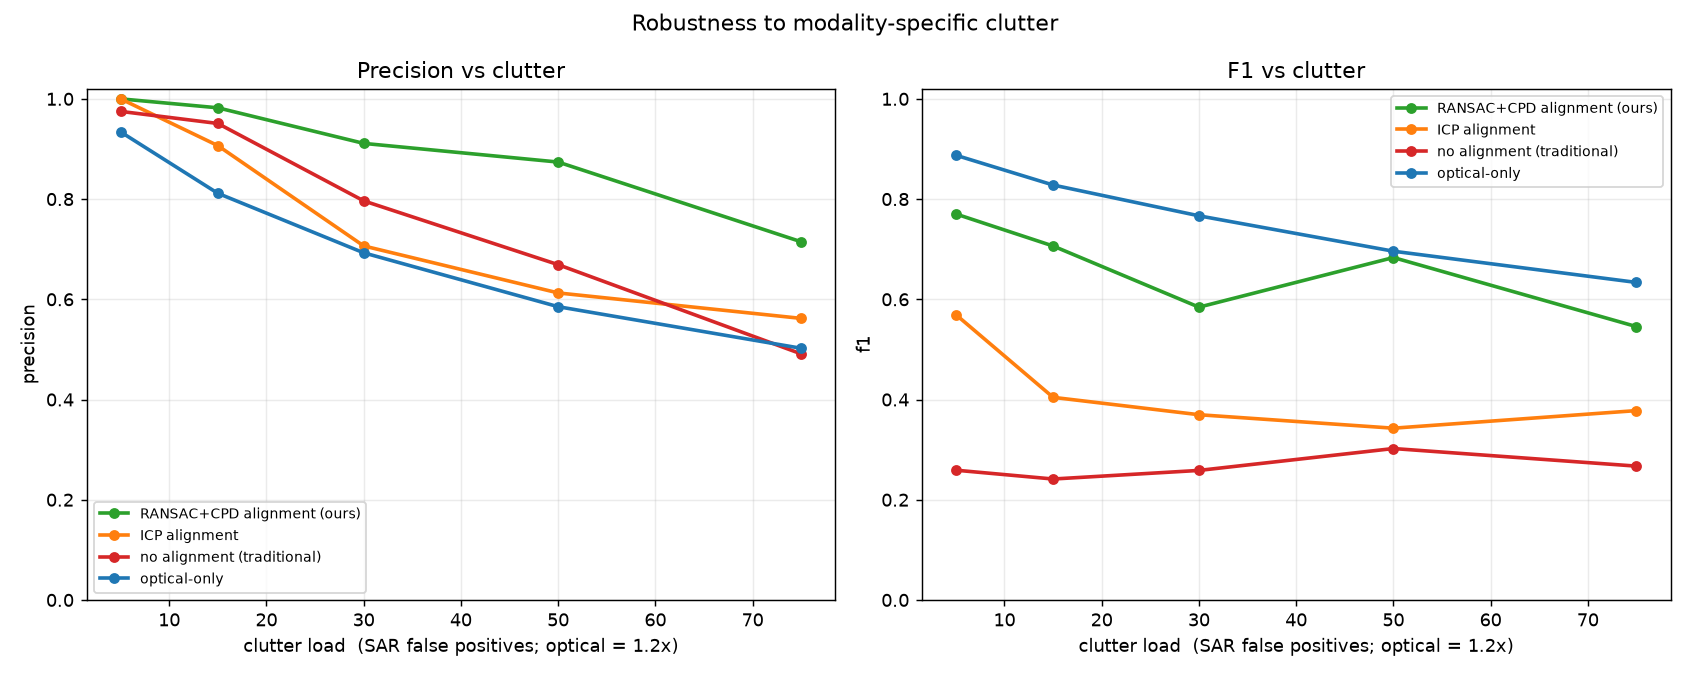 Robustness to modality-specific clutter
Precision vs clutter
precision
1.0
0.8
0.6
0.4
0.2
0.0
10 20 30 40 50 60 70
clutter load (SAR false positives; optical = 1.2x)
RANSAC+CPD alignment (ours)
ICP alignment
no alignment (traditional)
optical-only
F1 vs clutter
f1
1.0
0.8
0.6
0.4
0.2
0.0
10 20 30 40 50 60 70
clutter load (SAR false positives; optical = 1.2x)
RANSAC+CPD alignment (ours)
ICP alignment
no alignment (traditional)
optical-only